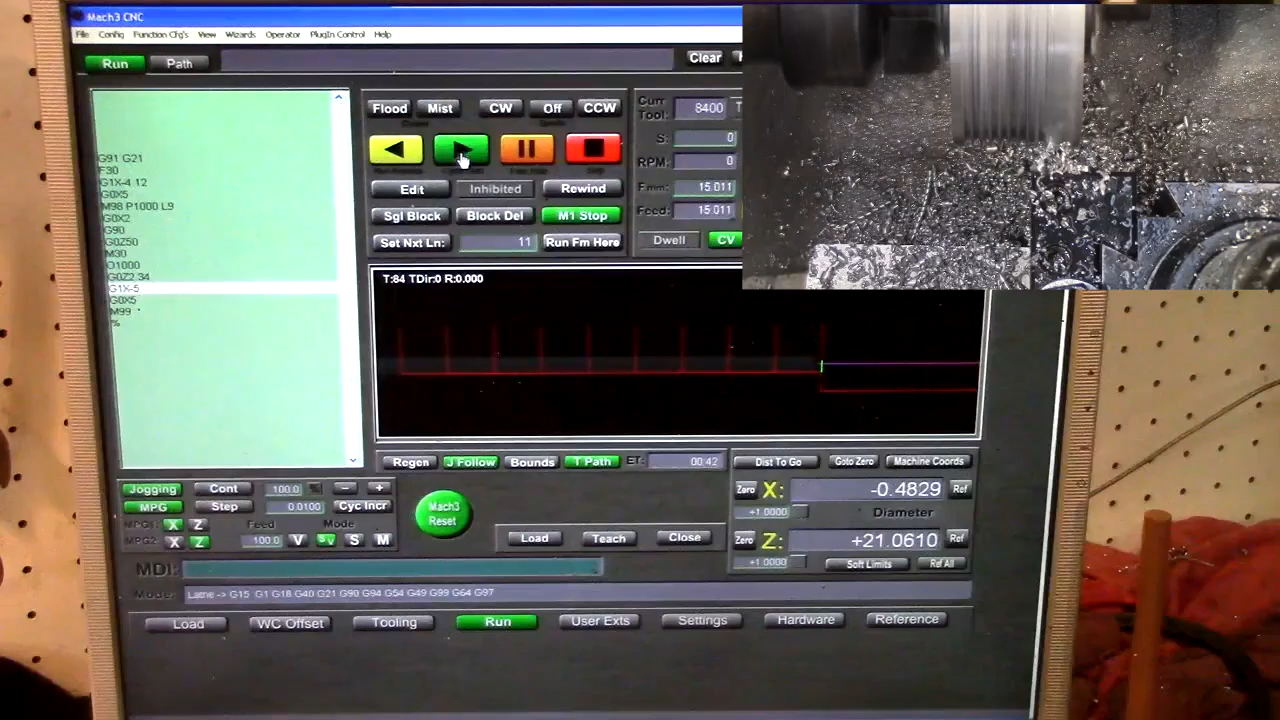 Mach3 CNC
File Config Function Cfg's View Wizards Operator PlugIn Control Help
Run Path Clear
Flood Mist CW Off CCW
Curr Tool: 8400
S: 0
RPM: 0
F mm: 15.011
Feed: 15.011
Dwell CV
Edit Inhibited Rewind
Sgl Block Block Del M1 Stop
Set Nxt Ln: 11 Run Fm Here
G91 G21
F30
G1X-4.12
G0X5
M98 P1000 L9
G0X2
G90
G0Z50
M30
O1000
G0Z2.34
G1X-5
G0X5
M99
%
T:84 TDir:0 R:0.000
Regen J Follow Bounds T Path ET: 00:42
Dist To Go Goto Zero Machine Coords
Zero X: -0.4829 Ref
+1.0000 Diameter
Zero Z: +21.0610 Ref
+1.0000 Soft Limits Ref All
Jogging Cont 100.0 % - +
MPG Step 0.0100 Cyc Incr
MPG1: X Z Feed Mode
MPG2: X Z 100.0 V S M
Mach3 Reset
Load Teach Close
MDI:
Mode: Lathe -> G15 G1 G18 G40 G21 G90 G94 G54 G49 G99 G64 G97
Load WC Offset Tooling Run User Exts Settings Hardware Reference